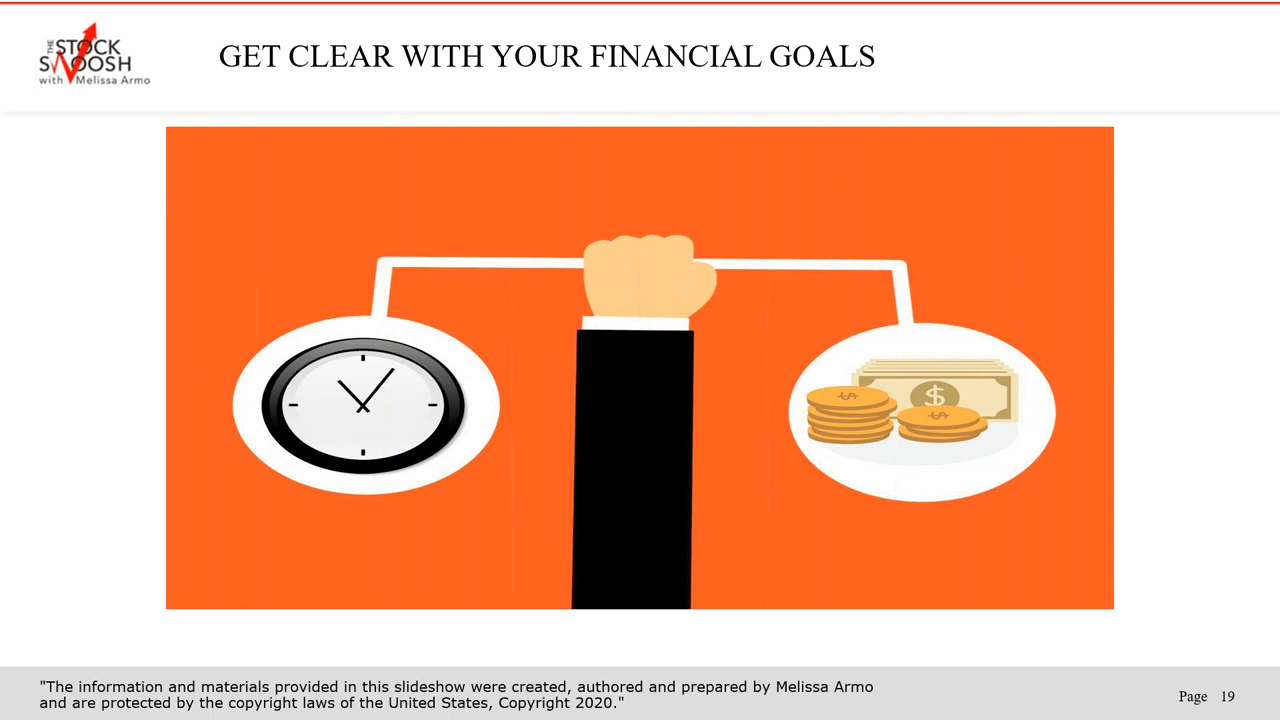 THE
STOCK
SWOOSH
with Melissa Armo
GET CLEAR WITH YOUR FINANCIAL GOALS
$
$
$
"The information and materials provided in this slideshow were created, authored and prepared by Melissa Armo
and are protected by the copyright laws of the United States, Copyright 2020."
Page 19